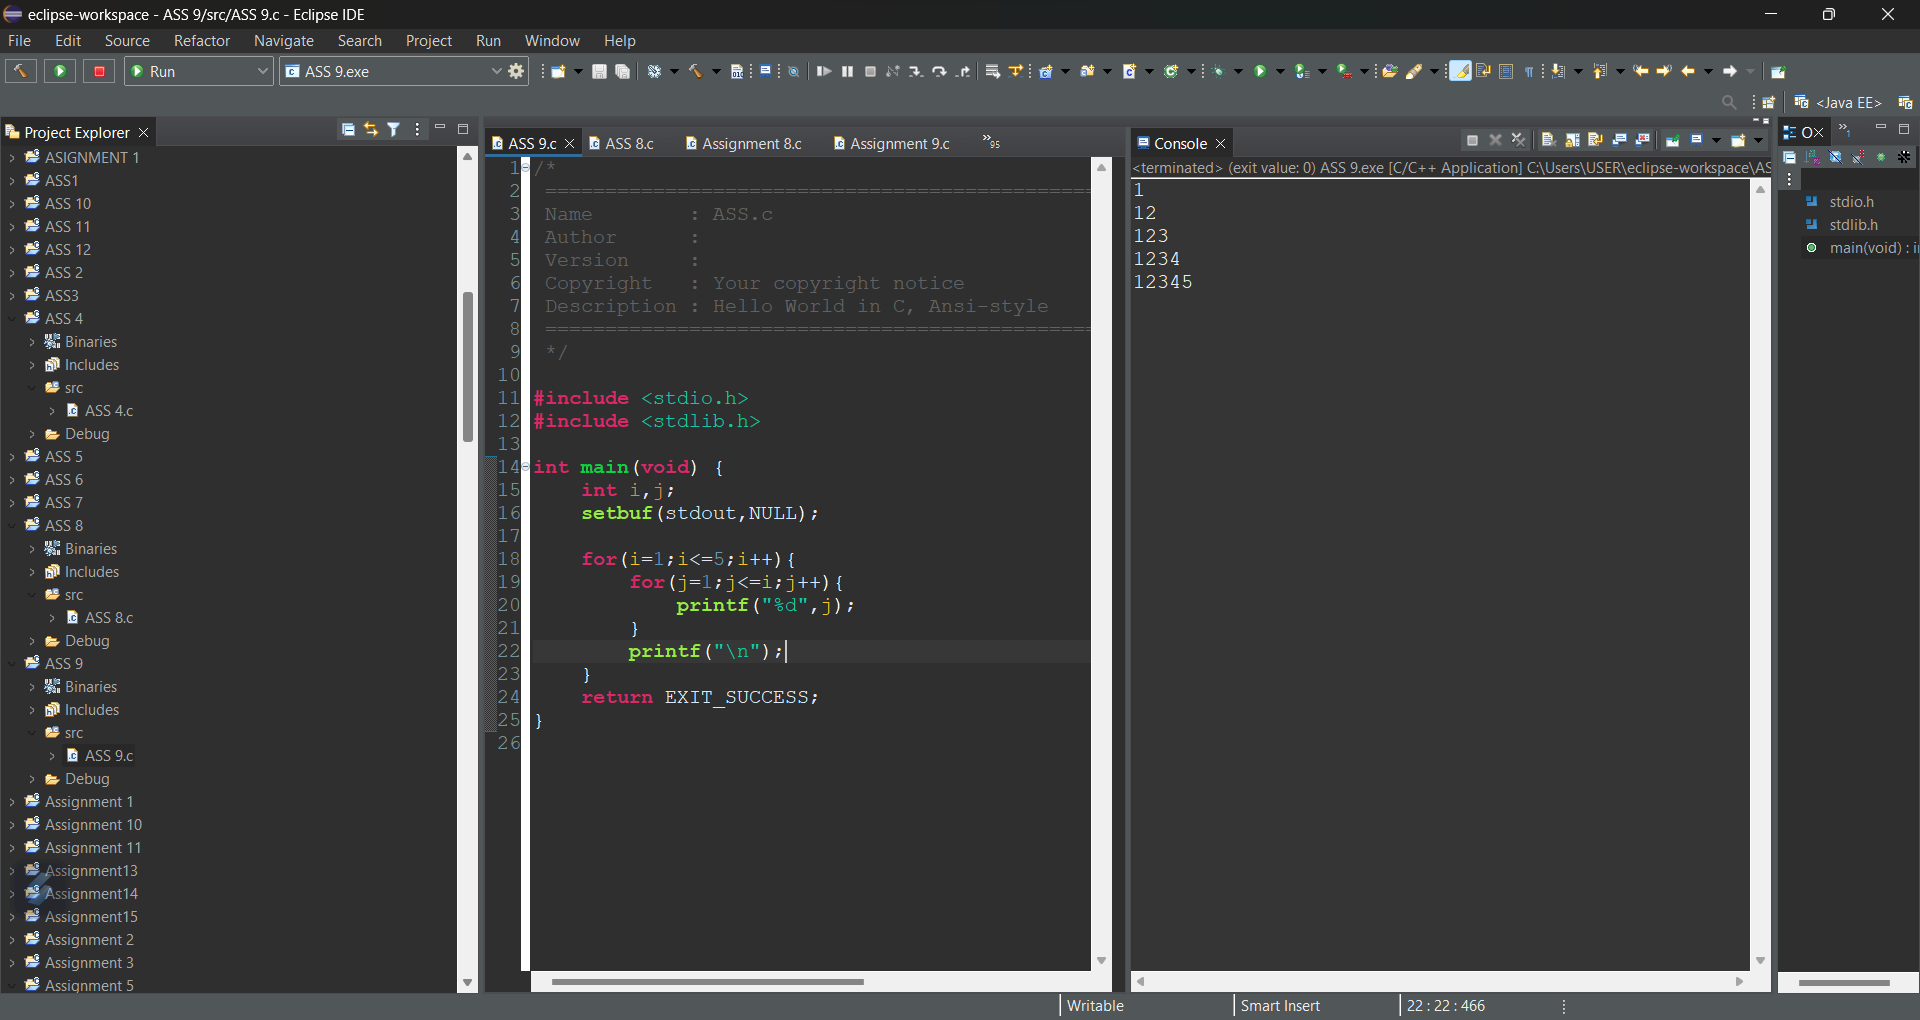 eclipse-workspace - ASS 9/src/ASS 9.c - Eclipse IDE
File Edit Source Refactor Navigate Search Project Run Window Help
Run ASS 9.exe
<Java EE>
Project Explorer
ASIGNMENT 1
ASS1
ASS 10
ASS 11
ASS 12
ASS 2
ASS3
ASS 4
Binaries
Includes
src
ASS 4.c
Debug
ASS 5
ASS 6
ASS 7
ASS 8
Binaries
Includes
src
ASS 8.c
Debug
ASS 9
Binaries
Includes
src
ASS 9.c
Debug
Assignment 1
Assignment 10
Assignment 11
Assignment13
Assignment14
Assignment15
Assignment 2
Assignment 3
Assignment 5
ASS 9.c ASS 8.c Assignment 8.c Assignment 9.c »95
1 /*
2 ==============================================
3 Name : ASS.c
4 Author :
5 Version :
6 Copyright : Your copyright notice
7 Description : Hello World in C, Ansi-style
8 ==============================================
9 */
10
11 #include <stdio.h>
12 #include <stdlib.h>
13
14 int main(void) {
15 int i,j;
16 setbuf(stdout,NULL);
17
18 for(i=1;i<=5;i++){
19 for(j=1;j<=i;j++){
20 printf("%d",j);
21 }
22 printf("\n");
23 }
24 return EXIT_SUCCESS;
25 }
26
Console
<terminated> (exit value: 0) ASS 9.exe [C/C++ Application] C:\Users\USER\eclipse-workspace\AS
1
12
123
1234
12345
O »1
stdio.h
stdlib.h
main(void) : i
Writable Smart Insert 22 : 22 : 466